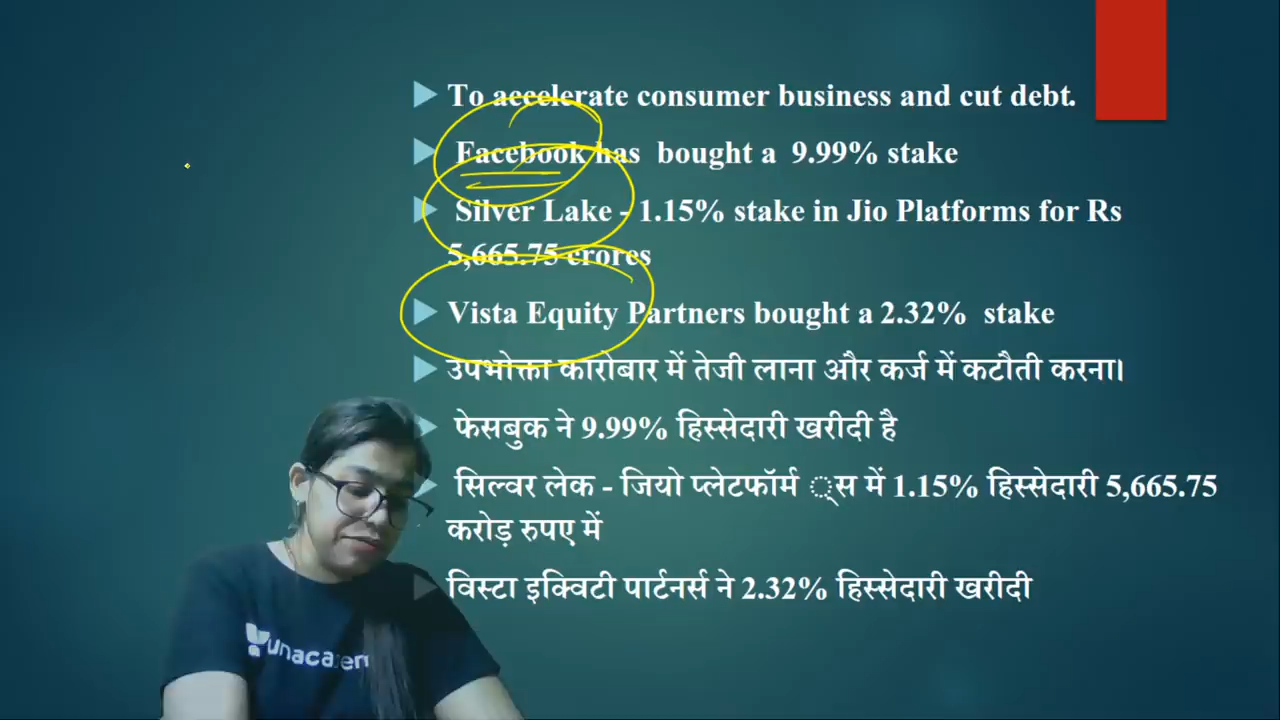 To accelerate consumer business and cut debt.
Facebook has bought a 9.99% stake
Silver Lake - 1.15% stake in Jio Platforms for Rs
5,665.75 crores
Vista Equity Partners bought a 2.32% stake
उपभोक्ता कारोबार में तेजी लाना और कर्ज में कटौती करना।
फेसबुक ने 9.99% हिस्सेदारी खरीदी है
सिल्वर लेक - जियो प्लेटफॉर्म ्स में 1.15% हिस्सेदारी 5,665.75
करोड़ रुपए में
विस्टा इक्विटी पार्टनर्स ने 2.32% हिस्सेदारी खरीदी